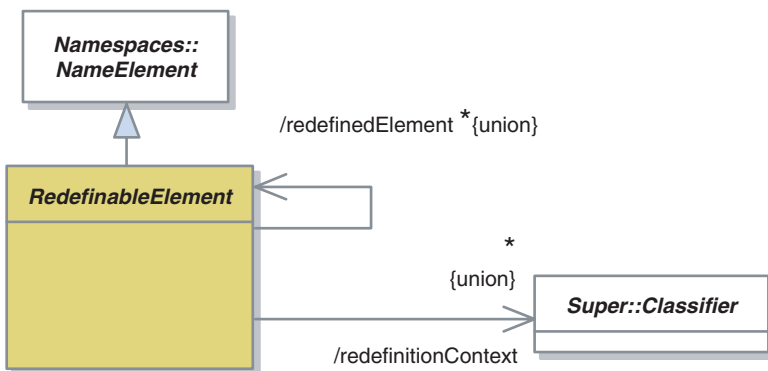 Namespaces::
NameElement
/redefinedElement *{union}
RedefinableElement
*
{union}
Super::Classifier
/redefinitionContext